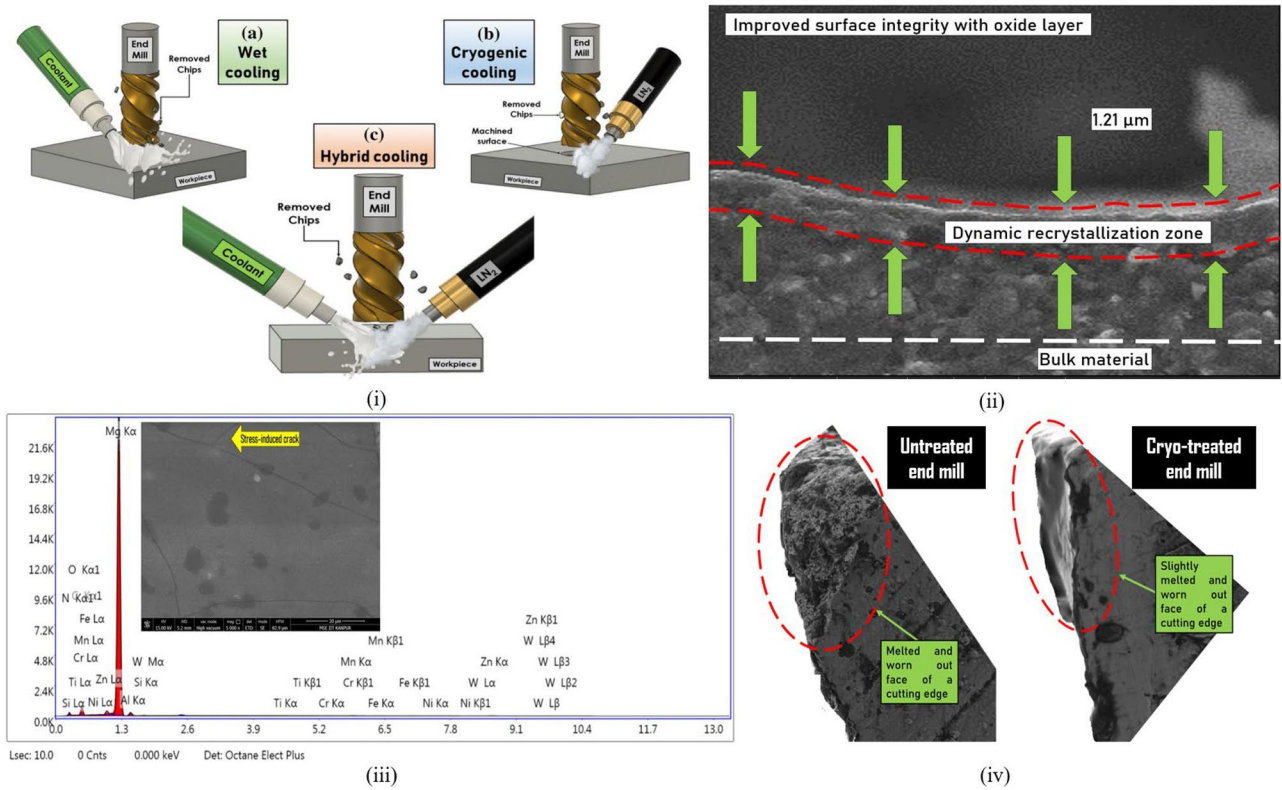 (a)
Wet
cooling
End
Mill
Coolant
Removed
Chips
Workpiece
(b)
Cryogenic
cooling
End
Mill
LN2
Removed
Chips
Machined
surface
Workpiece
(c)
Hybrid cooling
End
Mill
Removed
Chips
Coolant
LN2
Workpiece
(i)
Improved surface integrity with oxide layer
1.21 µm
Dynamic recrystallization zone
Bulk material
(ii)
21.6K
19.2K
16.8K
14.4K
12.0K
9.6K
7.2K
4.8K
2.4K
0.0K
Mg Kα
Stress-induced crack
O Kα1
N Kα1
Fe Lα
Mn Lα
Cr Lα
Ti Lα
Zn Lα
Si Lα
Ni Lα
Al Kα
W Mα
Si Kα
Mn Kβ1
Mn Kα
Ti Kβ1
Cr Kβ1
Fe Kβ1
Ti Kα
Cr Kα
Fe Kα
Ni Kα
Ni Kβ1
Zn Kβ1
W Lβ4
Zn Kα
W Lβ3
W Lα
W Lβ2
W Lβ
20 µm
MSE IIT KANPUR
0.0 1.3 2.6 3.9 5.2 6.5 7.8 9.1 10.4 11.7 13.0
Lsec: 10.0 0 Cnts 0.000 keV Det: Octane Elect Plus
(iii)
Untreated
end mill
Melted and
worn out
face of a
cutting edge
Cryo-treated
end mill
Slightly
melted and
worn out
face of a
cutting edge
(iv)